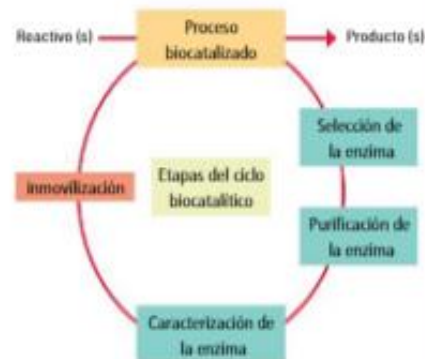 Reactivo (s)
Proceso
biocatalizado
Producto (s)
Selección de
la enzima
inmovilización
Etapas del ciclo
biocatalítico
Purificación de
la enzima
Caracterización de
la enzima